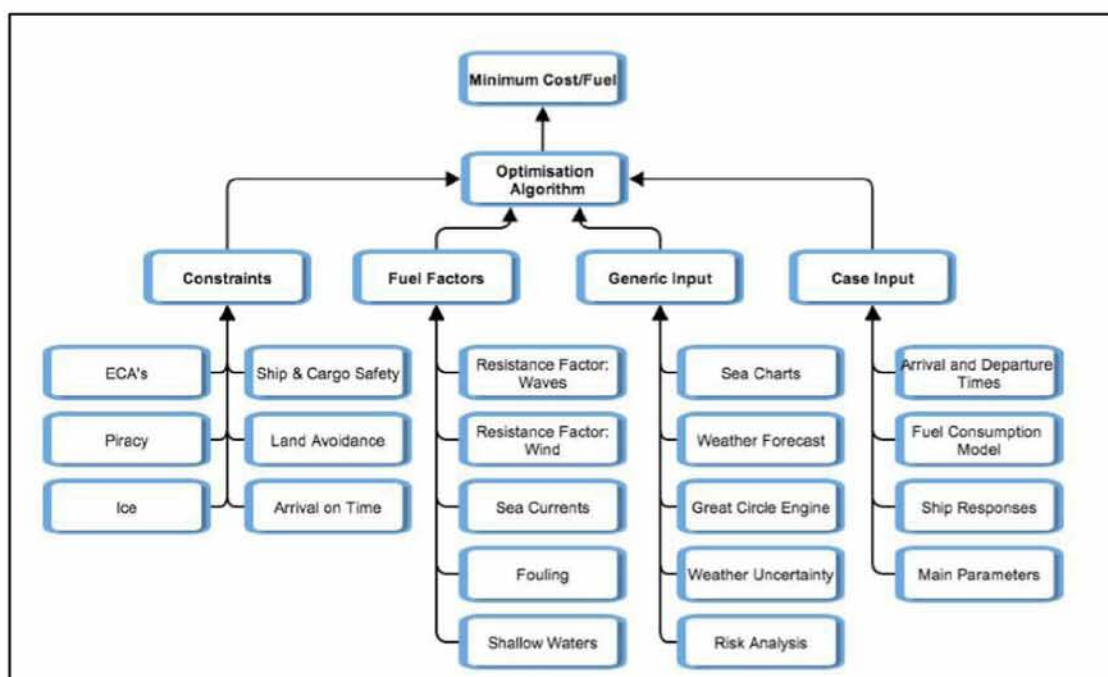 Minimum Cost/Fuel
Optimisation
Algorithm
Constraints
Fuel Factors
Generic Input
Case Input
ECA's
Ship & Cargo Safety
Piracy
Land Avoidance
Ice
Arrival on Time
Resistance Factor:
Waves
Resistance Factor:
Wind
Sea Currents
Fouling
Shallow Waters
Sea Charts
Weather Forecast
Great Circle Engine
Weather Uncertainty
Risk Analysis
Arrival and Departure
Times
Fuel Consumption
Model
Ship Responses
Main Parameters